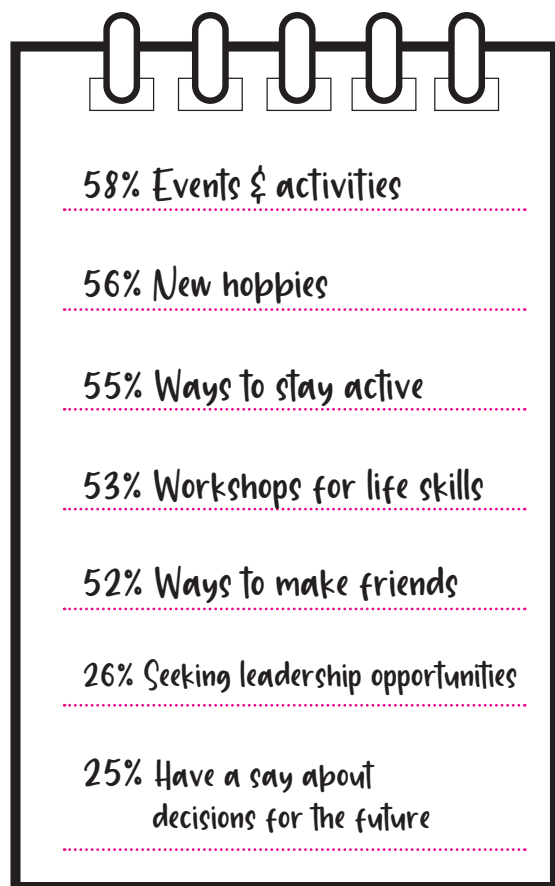 58% Events & activities
56% New hobbies
55% Ways to stay active
53% Workshops for life skills
52% Ways to make friends
26% Seeking leadership opportunities
25% Have a say about
decisions for the future